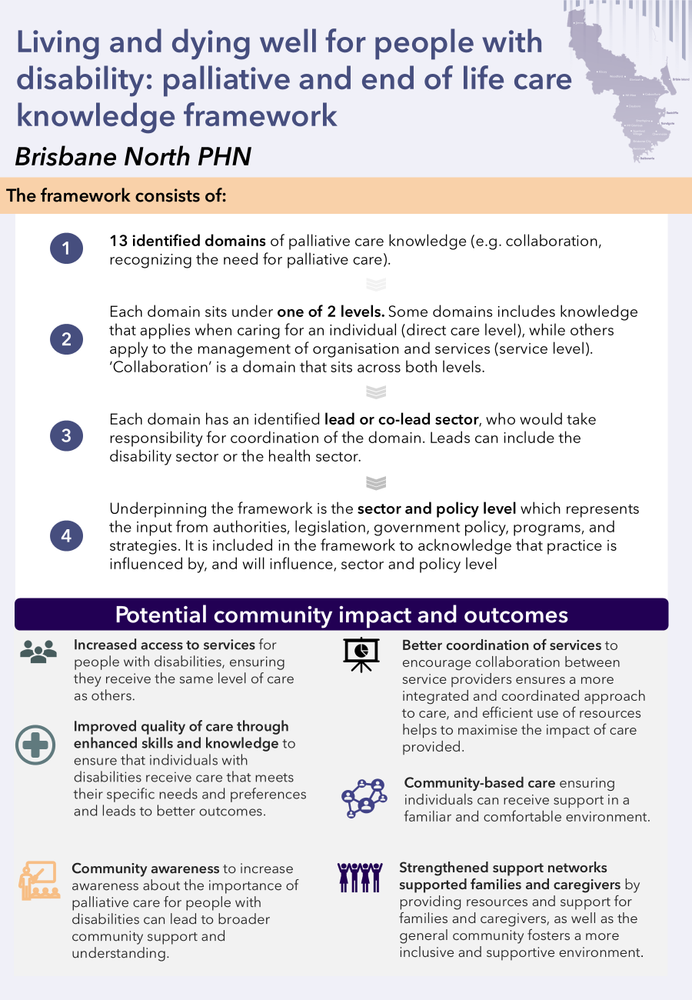 Living and dying well for people with
disability: palliative and end of life care
knowledge framework
Brisbane North PHN
The framework consists of:
1
13 identified domains of palliative care knowledge (e.g. collaboration,
recognizing the need for palliative care).
2
Each domain sits under one of 2 levels. Some domains includes knowledge
that applies when caring for an individual (direct care level), while others
apply to the management of organisation and services (service level).
‘Collaboration’ is a domain that sits across both levels.
3
Each domain has an identified lead or co-lead sector, who would take
responsibility for coordination of the domain. Leads can include the
disability sector or the health sector.
4
Underpinning the framework is the sector and policy level which represents
the input from authorities, legislation, government policy, programs, and
strategies. It is included in the framework to acknowledge that practice is
influenced by, and will influence, sector and policy level
Potential community impact and outcomes
Increased access to services for
people with disabilities, ensuring
they receive the same level of care
as others.
Improved quality of care through
enhanced skills and knowledge to
ensure that individuals with
disabilities receive care that meets
their specific needs and preferences
and leads to better outcomes.
Community awareness to increase
awareness about the importance of
palliative care for people with
disabilities can lead to broader
community support and
understanding.
Better coordination of services to
encourage collaboration between
service providers ensures a more
integrated and coordinated approach
to care, and efficient use of resources
helps to maximise the impact of care
provided.
Community-based care ensuring
individuals can receive support in a
familiar and comfortable environment.
Strengthened support networks
supported families and caregivers by
providing resources and support for
families and caregivers, as well as the
general community fosters a more
inclusive and supportive environment.